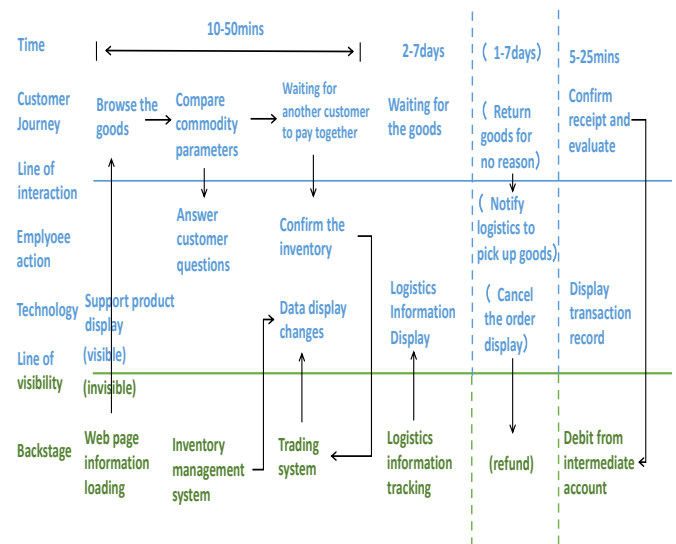 Time
10-50mins
2-7days
( 1-7days)
5-25mins
Customer
Journey
Browse the
goods
Compare
commodity
parameters
Waiting for
another customer
to pay together
Waiting for
the goods
( Return
goods for
no reason)
Confirm
receipt and
evaluate
Line of
interaction
Emplyoee
action
Answer
customer
questions
Confirm the
inventory
( Notify
logistics to
pick up goods)
Technology
Support product
display
Data display
changes
Logistics
Information
Display
( Cancel
the order
display)
Display
transaction
record
(visible)
Line of
visibility
(invisible)
Backstage
Web page
information
loading
Inventory
management
system
Trading
system
Logistics
information
tracking
(refund)
Debit from
intermediate
account